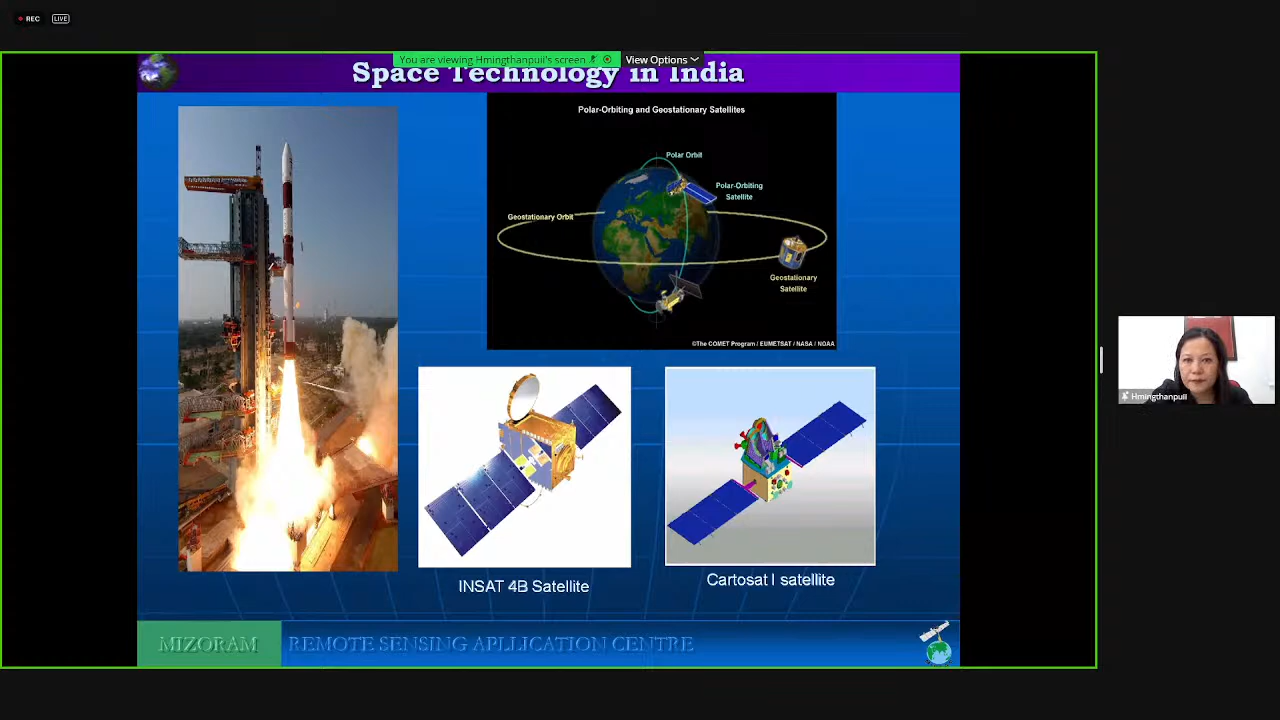 REC
LIVE
You are viewing Hmingthanpuii's screen
View Options
Space Technology in India
Polar-Orbiting and Geostationary Satellites
Polar Orbit
Polar-Orbiting
Satellite
Geostationary Orbit
Geostationary
Satellite
©The COMET Program / EUMETSAT / NASA / NOAA
Hmingthanpuii
INSAT 4B Satellite
Cartosat I satellite
MIZORAM REMOTE SENSING APLLICATION CENTRE